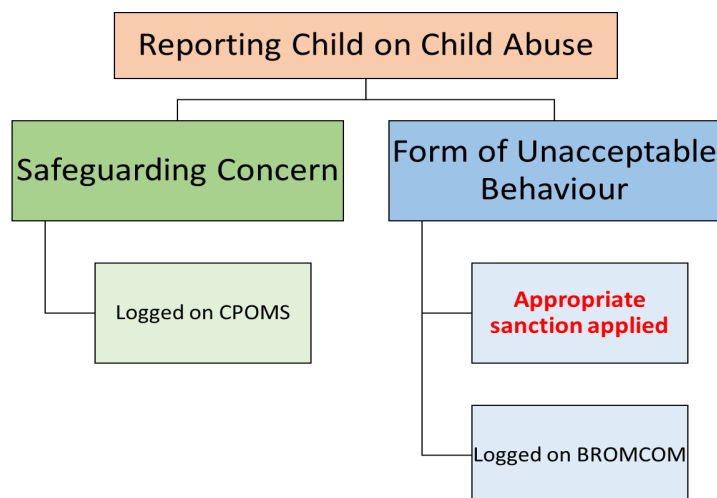 Reporting Child on Child Abuse
Safeguarding Concern
Form of Unacceptable
Behaviour
Logged on CPOMS
Appropriate
sanction applied
Logged on BROMCOM